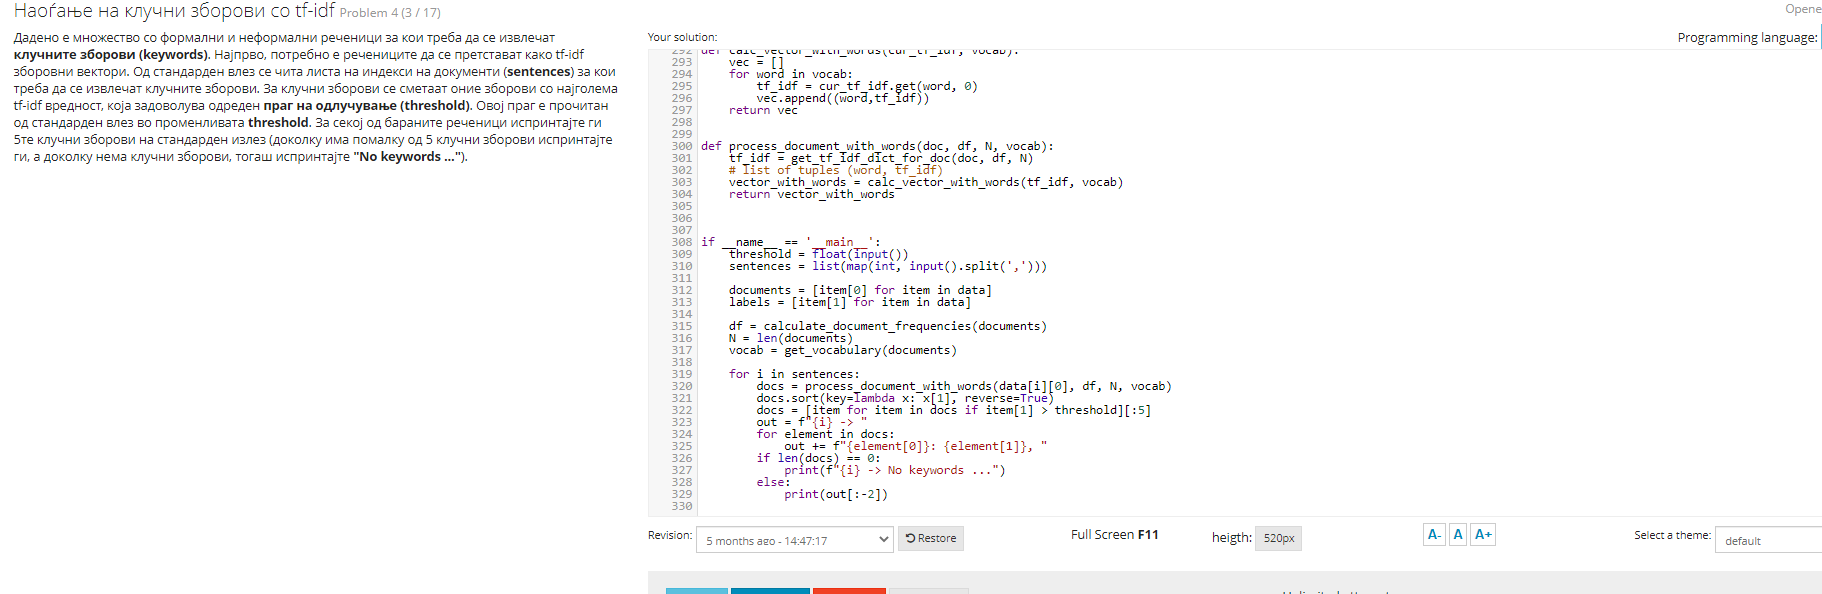 Наоѓање на клучни зборови со tf-idf Problem 4 (3 / 17)
Opene
Дадено е множество со формални и неформални реченици за кои треба да се извлечат
клучните зборови (keywords). Најпрво, потребно е речениците да се претстават како tf-idf
зборовни вектори. Од стандарден влез се чита листа на индекси на документи (sentences) за кои
треба да се извлечат клучните зборови. За клучни зборови се сметаат оние зборови со најголема
tf-idf вредност, која задоволува одреден праг на одлучување (threshold). Овој праг е прочитан
од стандарден влез во променливата threshold. За секој од бараните реченици испринтајте ги
5те клучни зборови на стандарден излез (доколку има помалку од 5 клучни зборови испринтајте
ги, а доколку нема клучни зборови, тогаш испринтајте "No keywords ...").
Your solution:
Programming language:
292 def calc_vector_with_words(cur_tf_idf, vocab):
293     vec = []
294     for word in vocab:
295         tf_idf = cur_tf_idf.get(word, 0)
296         vec.append((word,tf_idf))
297     return vec
298
299
300 def process_document_with_words(doc, df, N, vocab):
301     tf_idf = get_tf_idf_dict_for_doc(doc, df, N)
302     # list of tuples (word, tf_idf)
303     vector_with_words = calc_vector_with_words(tf_idf, vocab)
304     return vector_with_words
305
306
307
308 if __name__ == '__main__':
309     threshold = float(input())
310     sentences = list(map(int, input().split(',')))
311
312     documents = [item[0] for item in data]
313     labels = [item[1] for item in data]
314
315     df = calculate_document_frequencies(documents)
316     N = len(documents)
317     vocab = get_vocabulary(documents)
318
319     for i in sentences:
320         docs = process_document_with_words(data[i][0], df, N, vocab)
321         docs.sort(key=lambda x: x[1], reverse=True)
322         docs = [item for item in docs if item[1] > threshold][:5]
323         out = f"{i} -> "
324         for element in docs:
325             out += f"{element[0]}: {element[1]}, "
326         if len(docs) == 0:
327             print(f"{i} -> No keywords ...")
328         else:
329             print(out[:-2])
330
Revision: 5 months ago - 14:47:17 Restore Full Screen F11 heigth: 520px A- A A+ Select a theme: default